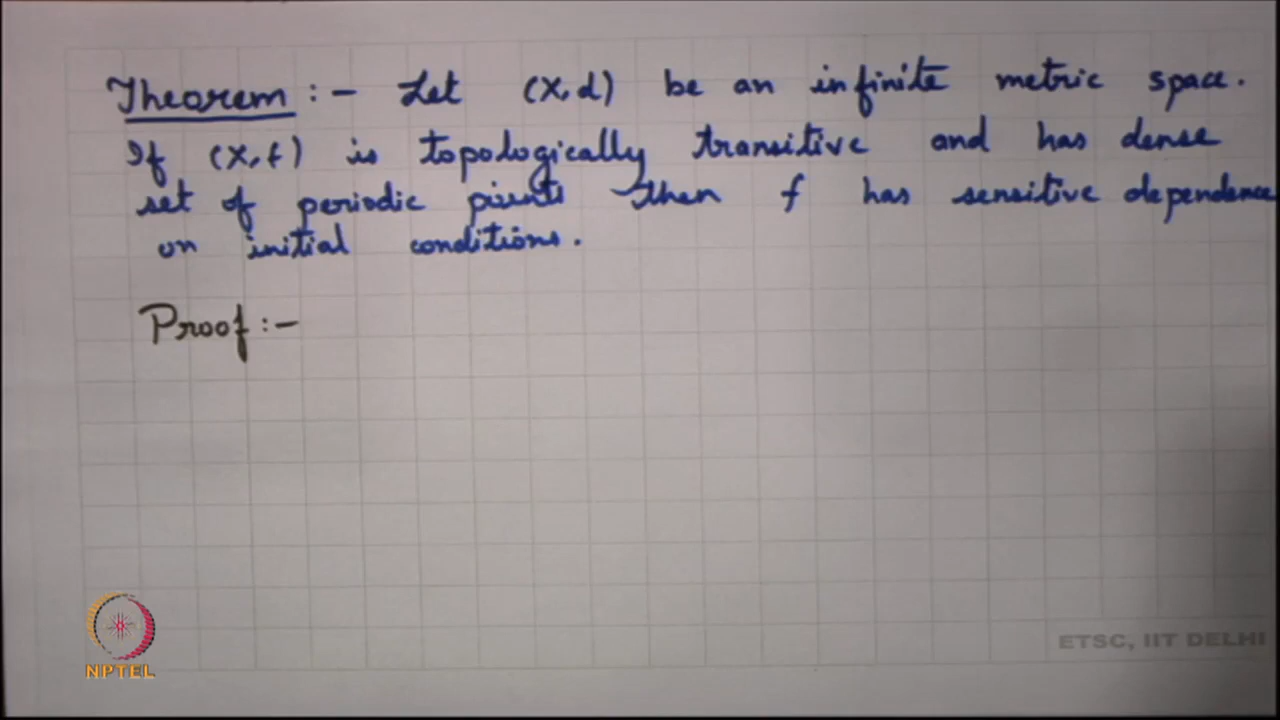 Theorem :- Let (X,d) be an infinite metric space.
If (X,f) is topologically transitive and has dense
set of periodic points then f has sensitive dependence
on initial conditions.
Proof :-
NPTEL
ETSC, IIT DELHI